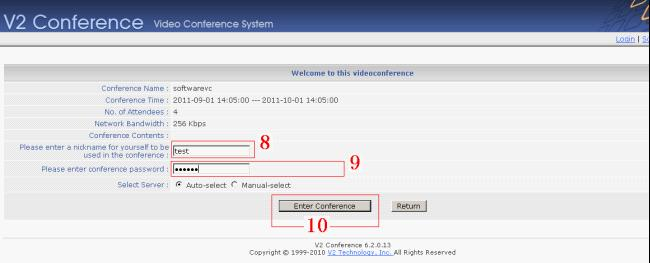 V2 Conference Video Conference System
Login |
Welcome to this videoconference
Conference Name : softwarevc
Conference Time : 2011-09-01 14:05:00 --- 2011-10-01 14:05:00
No. of Attendees : 4
Network Bandwidth : 256 Kbps
Conference Contents :
Please enter a nickname for yourself to be
used in the conference : test 8
Please enter conference password : •••••• 9
Select Server : Auto-select Manual-select
Enter Conference Return
10
V2 Conference 6.2.0.13
Copyright © 1999-2010 V2 Technology, Inc. All Rights Reserved